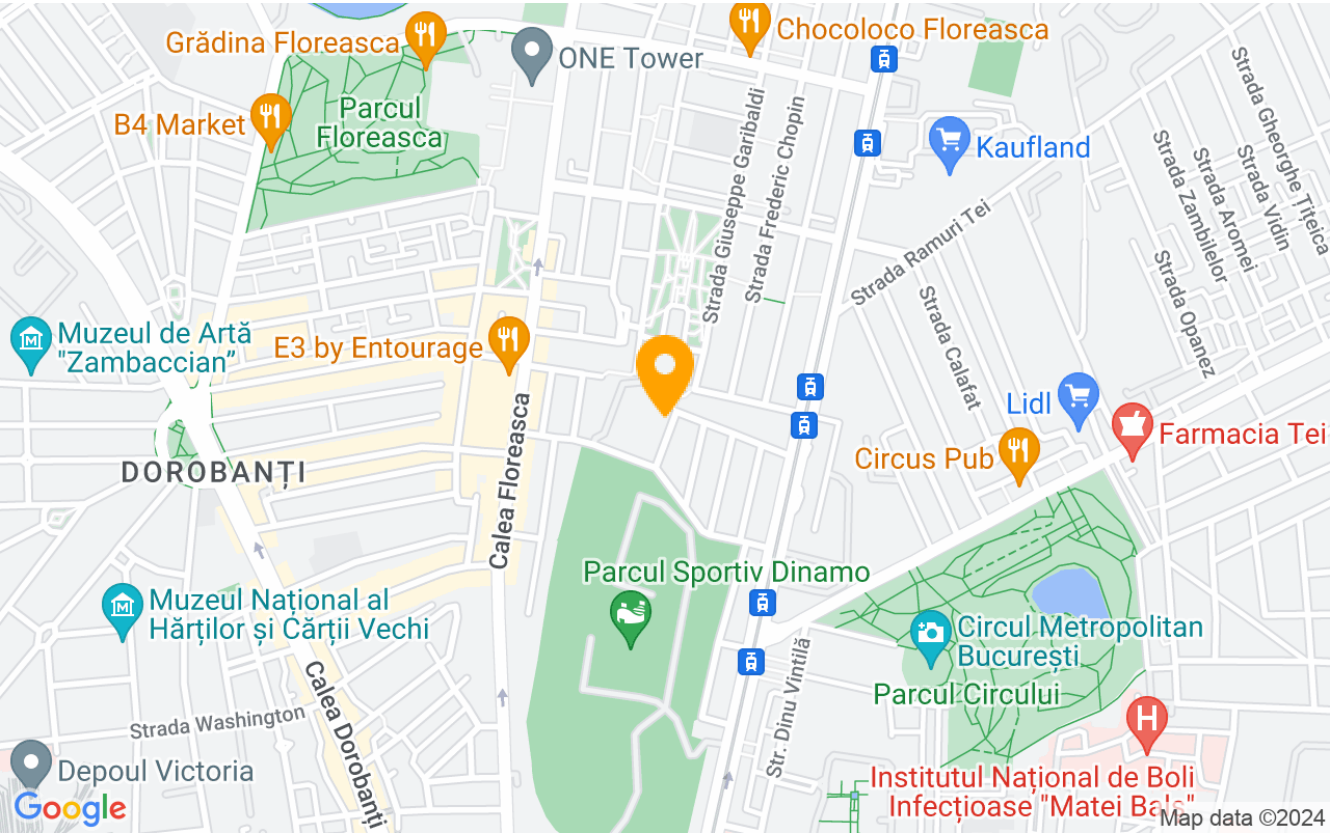 Grădina Floreasca
ONE Tower
Chocoloco Floreasca
B4 Market
Parcul
Floreasca
Kaufland
Strada Giuseppe Garibaldi
Strada Frederic Chopin
Strada Gheorghe Țițeica
Strada Vidin
Strada Aromei
Strada Zambilelor
Strada Opanez
Strada Ramuri Tei
Strada Calafat
Muzeul de Artă
"Zambaccian”
E3 by Entourage
Lidl
Farmacia Tei
Circus Pub
DOROBANȚI
Calea Floreasca
Parcul Sportiv Dinamo
Muzeul Național al
Hărților și Cărții Vechi
Circul Metropolitan
București
Parcul Circului
Str. Dinu Vintilă
Calea Dorobanți
Strada Washington
H
Depoul Victoria
Institutul Național de Boli
Infecțioase "Matei Balș"
Google
Map data ©2024